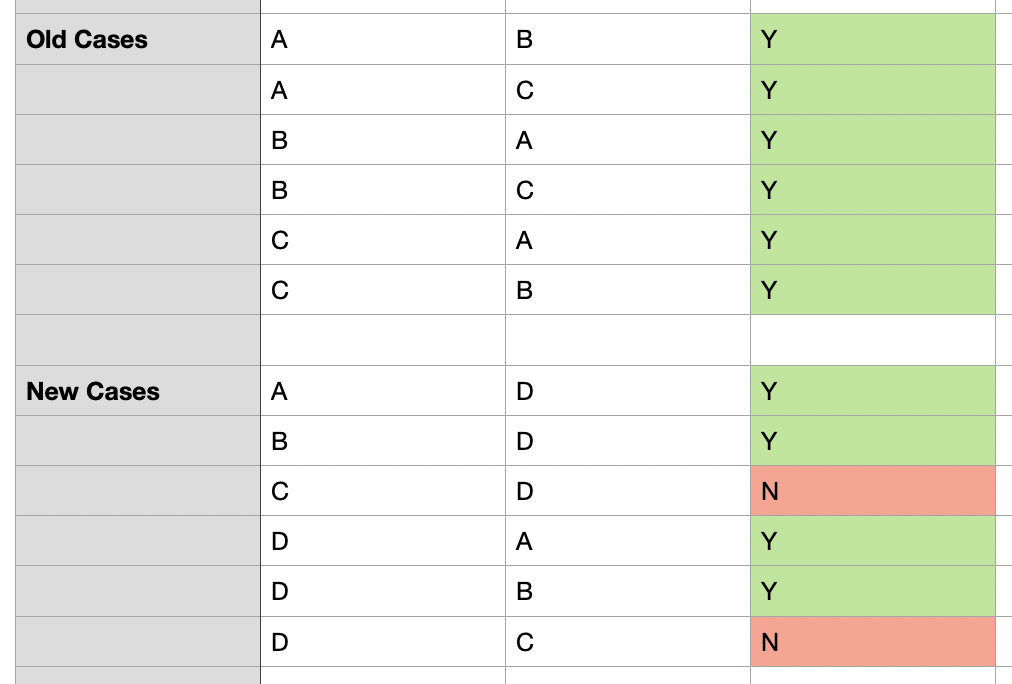 Old Cases A B Y
A C Y
B A Y
B C Y
C A Y
C B Y
New Cases A D Y
B D Y
C D N
D A Y
D B Y
D C N